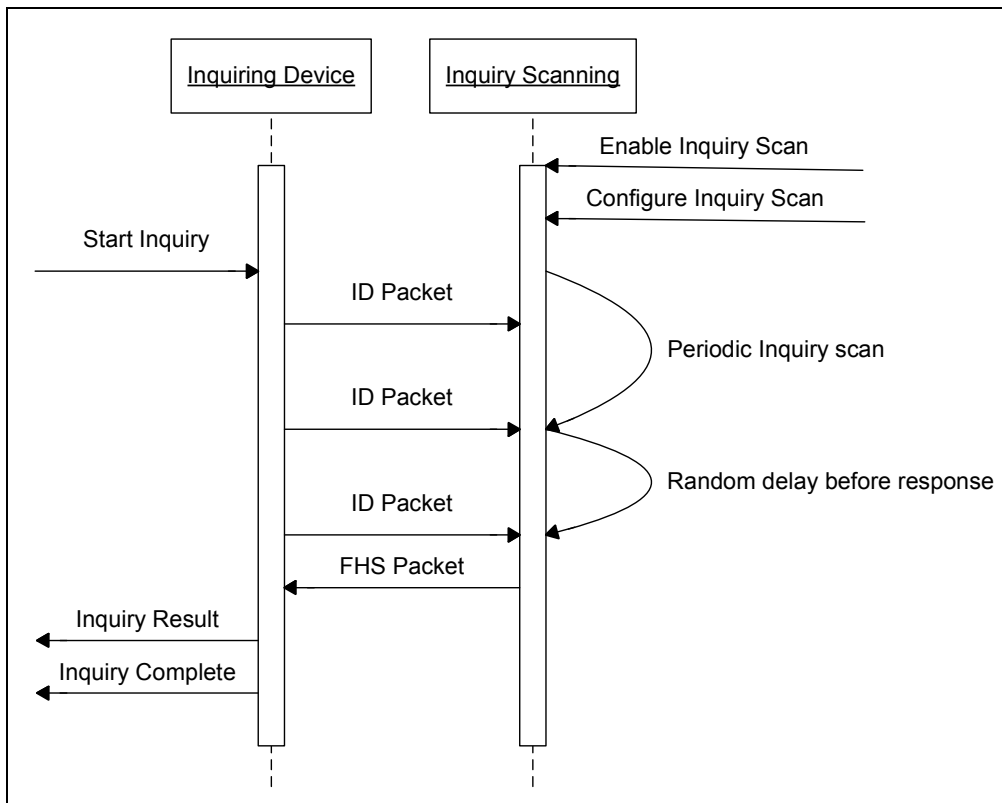 Inquiring Device
Inquiry Scanning
Enable Inquiry Scan
Configure Inquiry Scan
Start Inquiry
ID Packet
Periodic Inquiry scan
ID Packet
Random delay before response
ID Packet
FHS Packet
Inquiry Result
Inquiry Complete